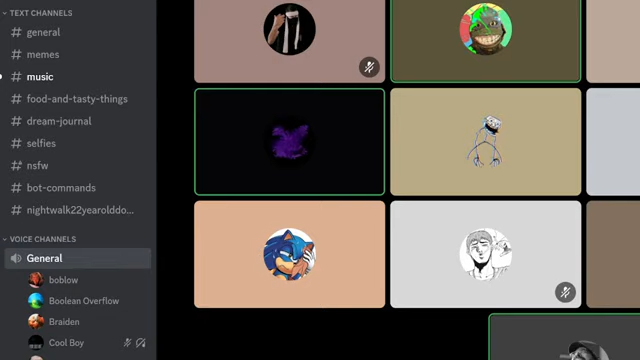 TEXT CHANNELS
general
memes
music
food-and-tasty-things
dream-journal
selfies
nsfw
bot-commands
nightwalk22yearolddo...
VOICE CHANNELS
General
boblow
Boolean Overflow
Braiden
Cool Boy